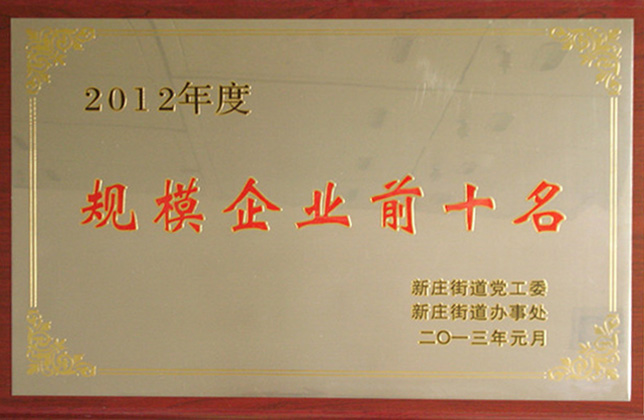 2012年度
规模企业前十名
新庄街道党工委
新庄街道办事处
二〇一三年元月